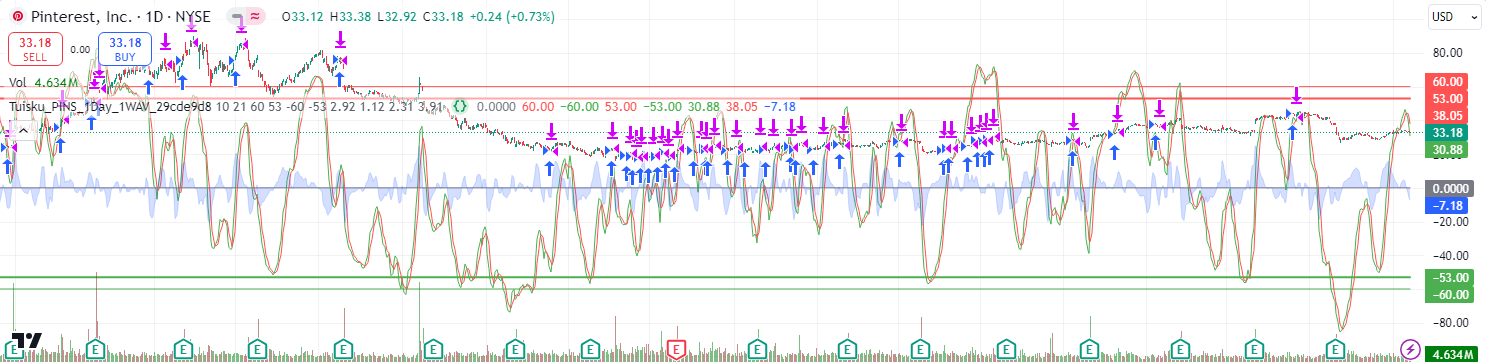 Pinterest, Inc. · 1D · NYSE O33.12 H33.38 L32.92 C33.18 +0.24 (+0.73%)
USD
33.18 SELL
0.00
33.18 BUY
Vol 4.634M
Tuisku_PINS_1Day_1WAV_29cde9d8 10 21 60 53 -60 -53 2.92 1.12 2.31 3.91 {} 0.0000 60.00 −60.00 53.00 −53.00 30.88 38.05 −7.18
80.00
60.00
53.00
38.05
33.18
30.88
0.0000
−7.18
−20.00
−40.00
−53.00
−60.00
−80.00
4.634M
E E E E E E E E E E E E E E E E